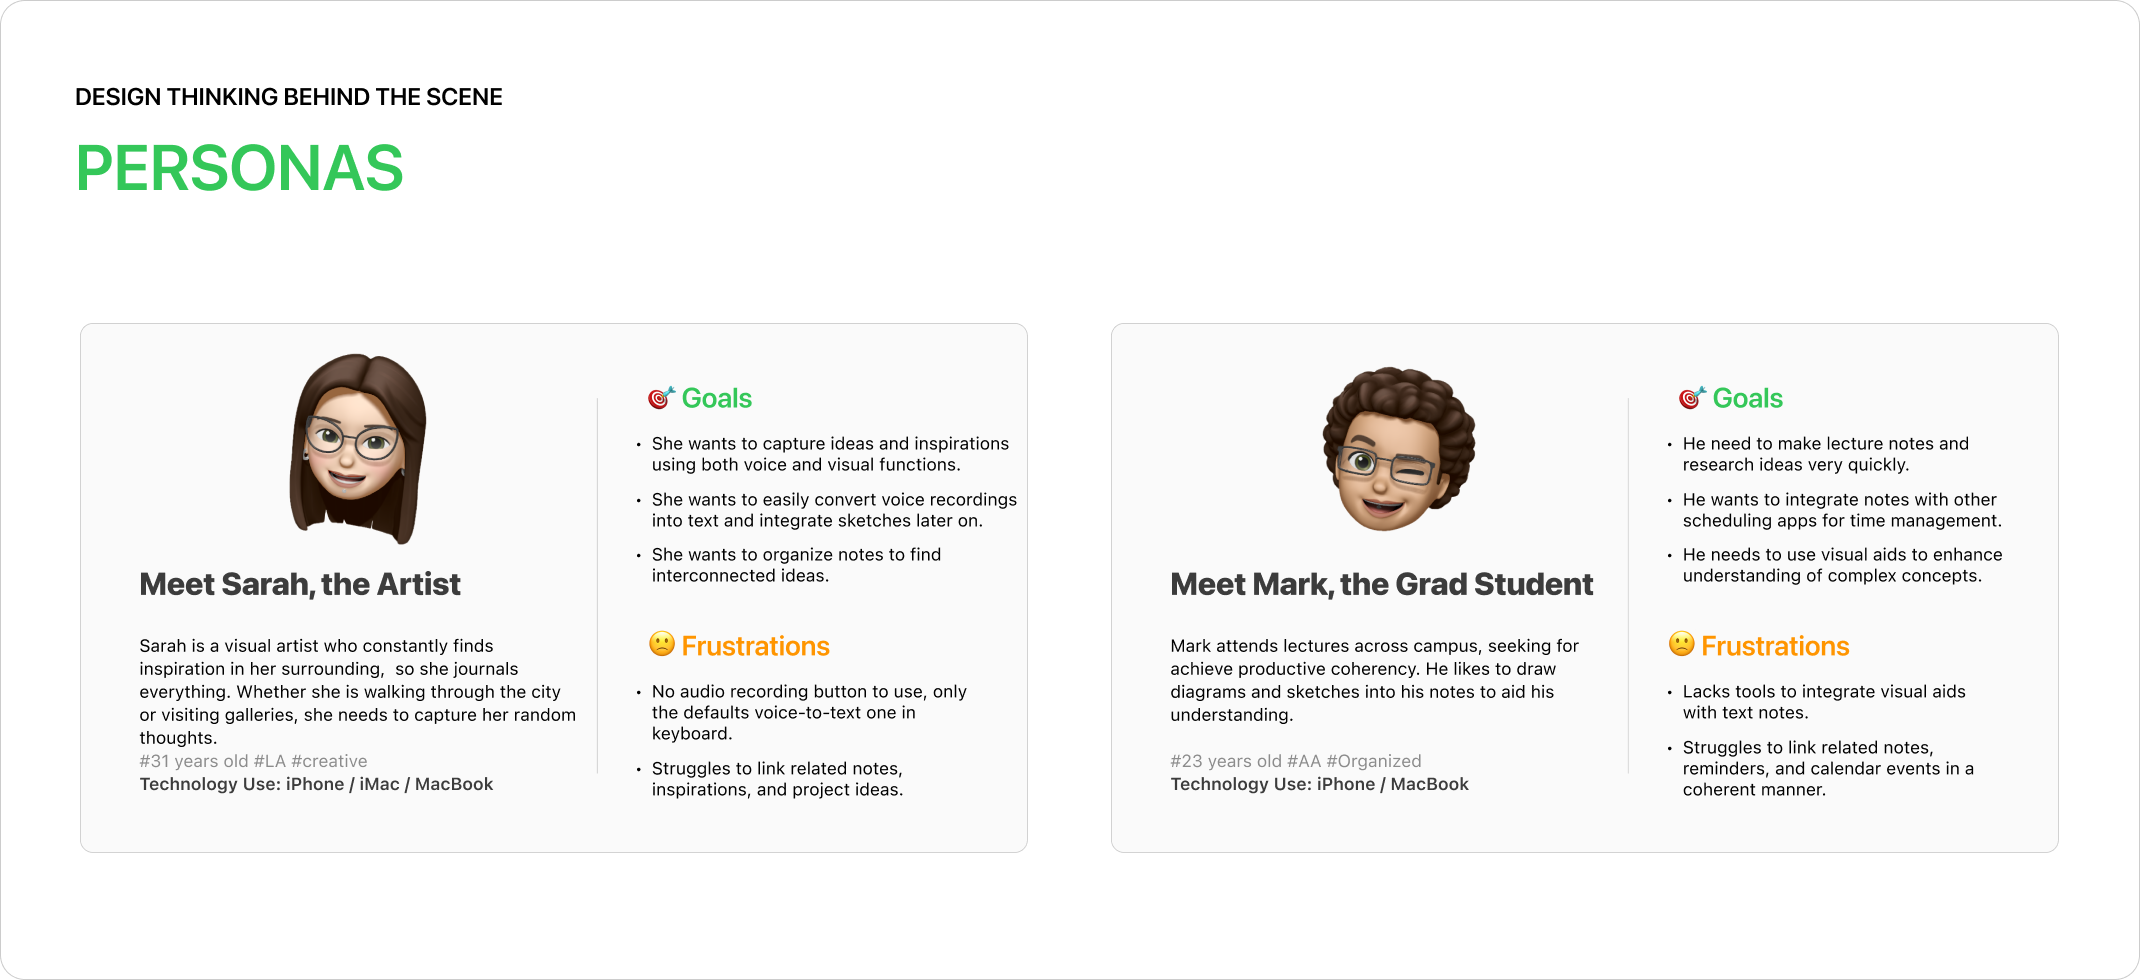 DESIGN THINKING BEHIND THE SCENE
PERSONAS
Meet Sarah, the Artist
Sarah is a visual artist who constantly finds
inspiration in her surrounding,  so she journals
everything. Whether she is walking through the city
or visiting galleries, she needs to capture her random
thoughts.
#31 years old #LA #creative
Technology Use: iPhone / iMac / MacBook
Goals
• She wants to capture ideas and inspirations
using both voice and visual functions.
• She wants to easily convert voice recordings
into text and integrate sketches later on.
• She wants to organize notes to find
interconnected ideas.
Frustrations
• No audio recording button to use, only
the defaults voice-to-text one in
keyboard.
• Struggles to link related notes,
inspirations, and project ideas.
Meet Mark, the Grad Student
Mark attends lectures across campus, seeking for
achieve productive coherency. He likes to draw
diagrams and sketches into his notes to aid his
understanding.
#23 years old #AA #Organized
Technology Use: iPhone / MacBook
Goals
• He need to make lecture notes and
research ideas very quickly.
• He wants to integrate notes with other
scheduling apps for time management.
• He needs to use visual aids to enhance
understanding of complex concepts.
Frustrations
• Lacks tools to integrate visual aids
with text notes.
• Struggles to link related notes,
reminders, and calendar events in a
coherent manner.